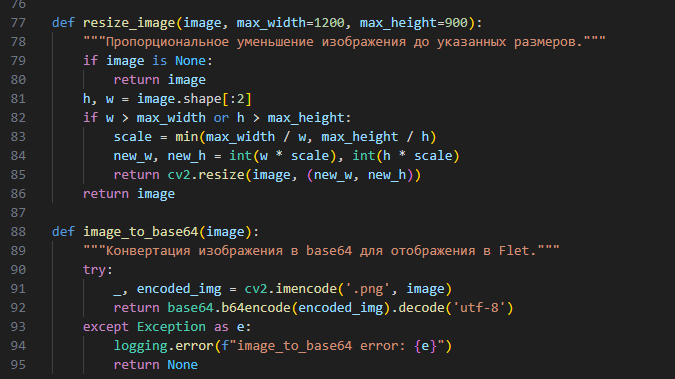 76
77 def resize_image(image, max_width=1200, max_height=900):
78     """Пропорциональное уменьшение изображения до указанных размеров."""
79     if image is None:
80         return image
81     h, w = image.shape[:2]
82     if w > max_width or h > max_height:
83         scale = min(max_width / w, max_height / h)
84         new_w, new_h = int(w * scale), int(h * scale)
85         return cv2.resize(image, (new_w, new_h))
86     return image
87
88 def image_to_base64(image):
89     """Конвертация изображения в base64 для отображения в Flet."""
90     try:
91         _, encoded_img = cv2.imencode('.png', image)
92         return base64.b64encode(encoded_img).decode('utf-8')
93     except Exception as e:
94         logging.error(f"image_to_base64 error: {e}")
95         return None